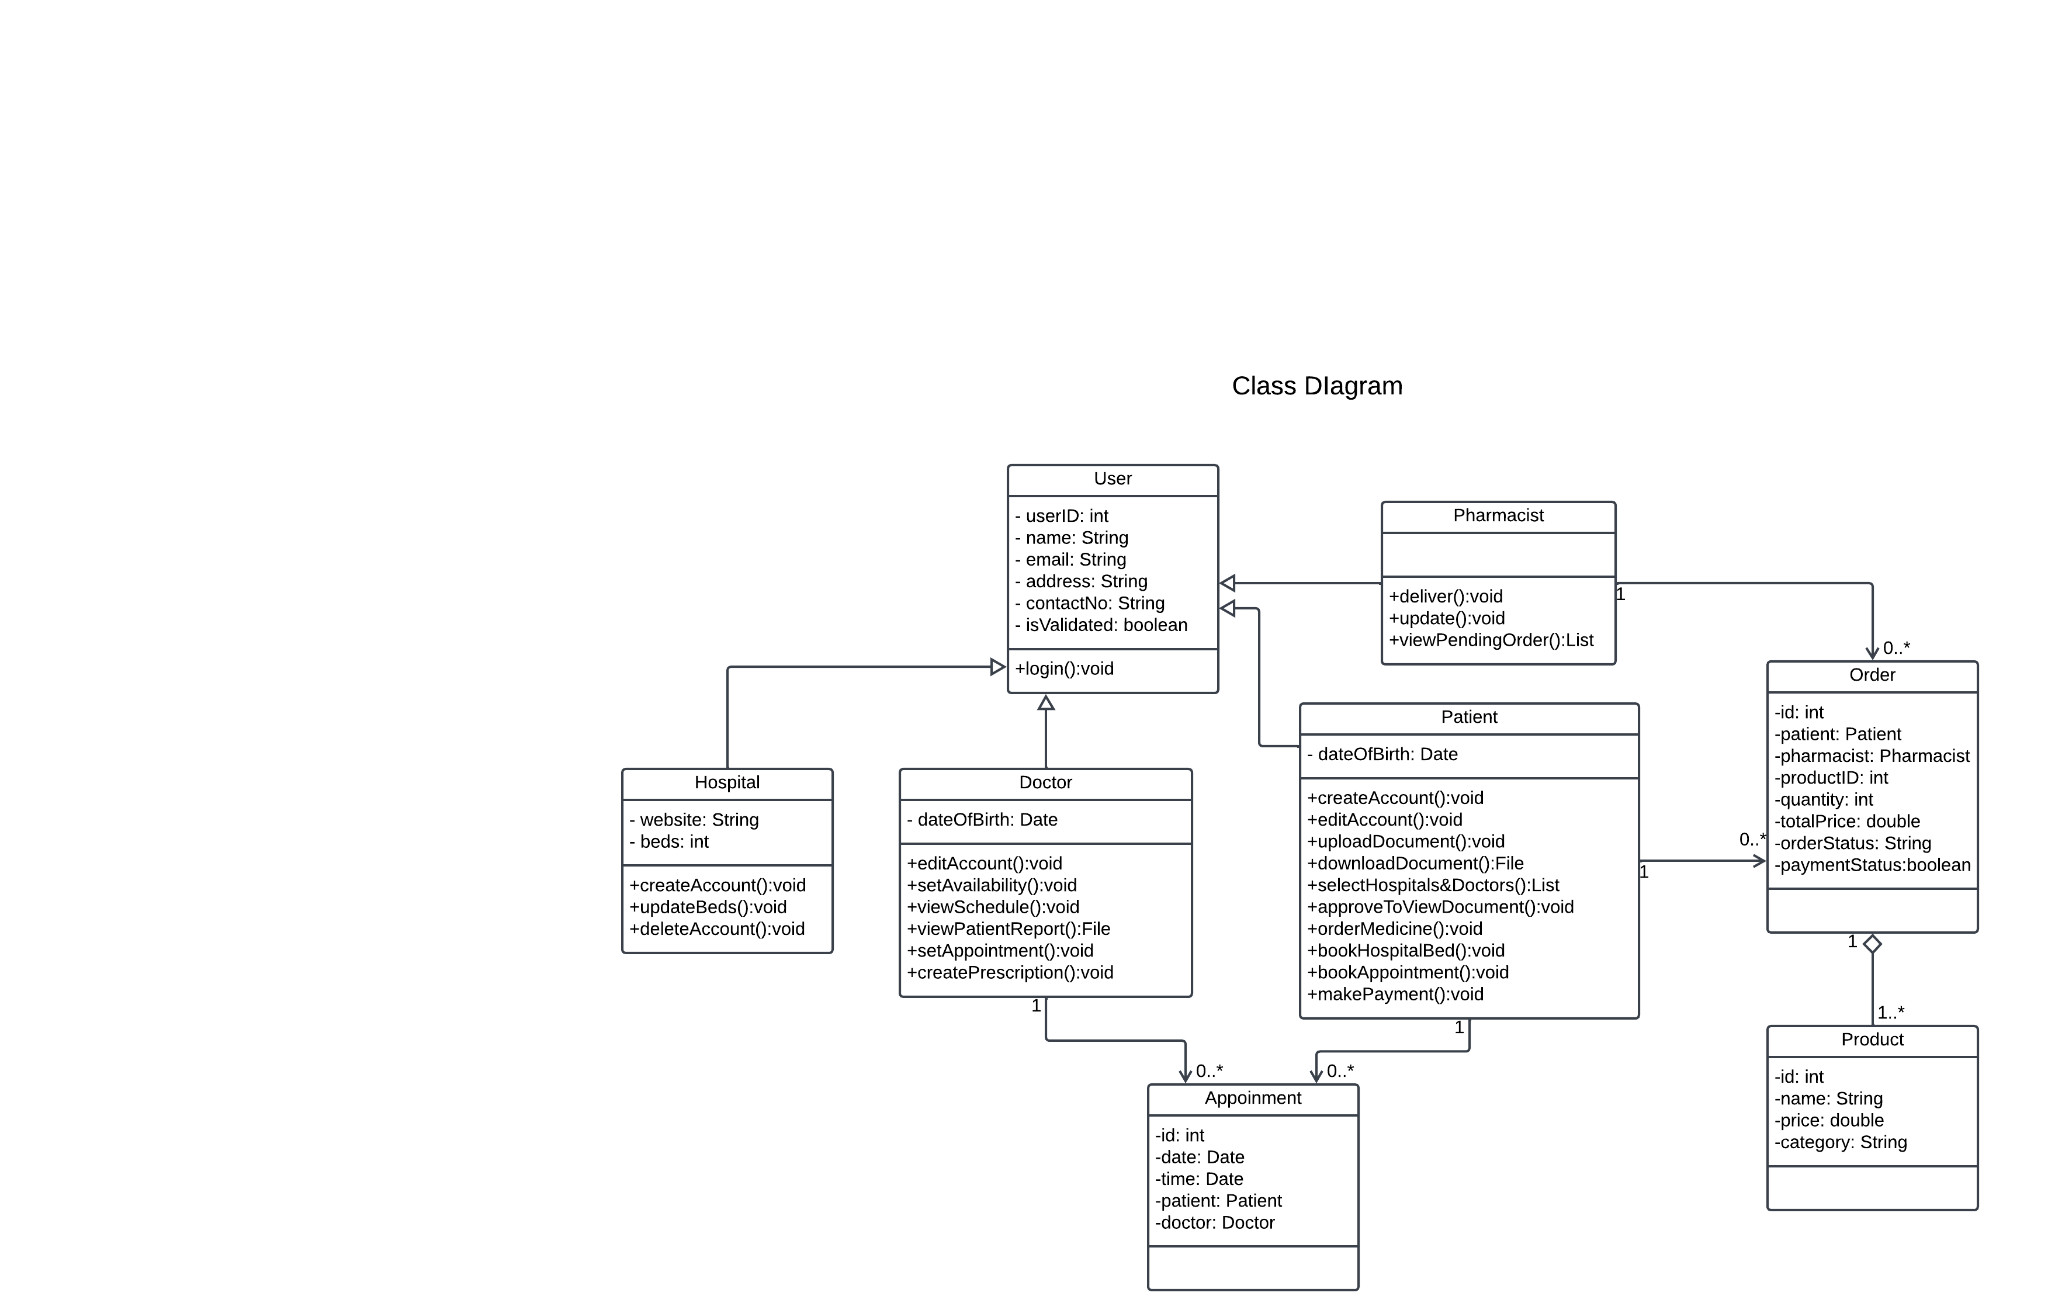 Class DIagram
User
- userID: int
- name: String
- email: String
- address: String
- contactNo: String
- isValidated: boolean
+login():void
Pharmacist
+deliver():void
+update():void
+viewPendingOrder():List
1
0..*
Order
-id: int
-patient: Patient
-pharmacist: Pharmacist
-productID: int
-quantity: int
-totalPrice: double
-orderStatus: String
-paymentStatus:boolean
Patient
- dateOfBirth: Date
+createAccount():void
+editAccount():void
+uploadDocument():void
+downloadDocument():File
+selectHospitals&Doctors():List
+approveToViewDocument():void
+orderMedicine():void
+bookHospitalBed():void
+bookAppointment():void
+makePayment():void
0..*
1
Hospital
- website: String
- beds: int
+createAccount():void
+updateBeds():void
+deleteAccount():void
Doctor
- dateOfBirth: Date
+editAccount():void
+setAvailability():void
+viewSchedule():void
+viewPatientReport():File
+setAppointment():void
+createPrescription():void
1
1
0..*
0..*
Appoinment
-id: int
-date: Date
-time: Date
-patient: Patient
-doctor: Doctor
1
1..*
Product
-id: int
-name: String
-price: double
-category: String